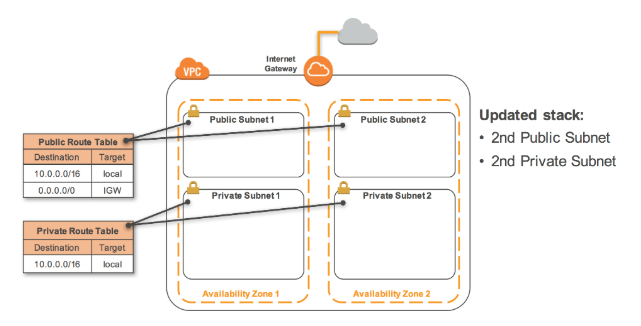 Internet
Gateway
VPC
Public Subnet 1
Public Subnet 2
Updated stack:
• 2nd Public Subnet
• 2nd Private Subnet
Public Route Table
Destination Target
10.0.0.0/16 local
0.0.0.0/0 IGW
Private Subnet 1
Private Subnet 2
Private Route Table
Destination Target
10.0.0.0/16 local
Availability Zone 1
Availability Zone 2